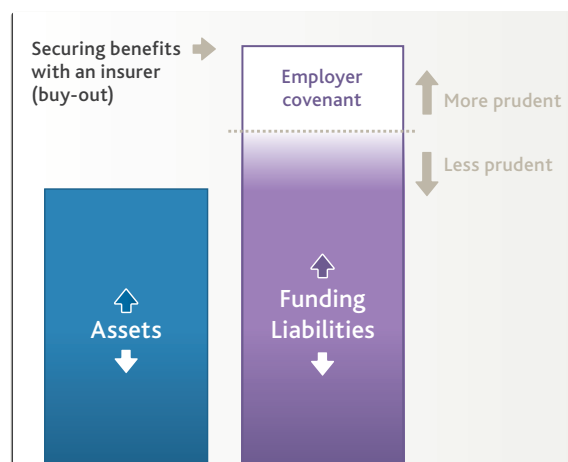 Securing benefits
with an insurer
(buy-out)
Employer
covenant
More prudent
Less prudent
Assets
Funding
Liabilities